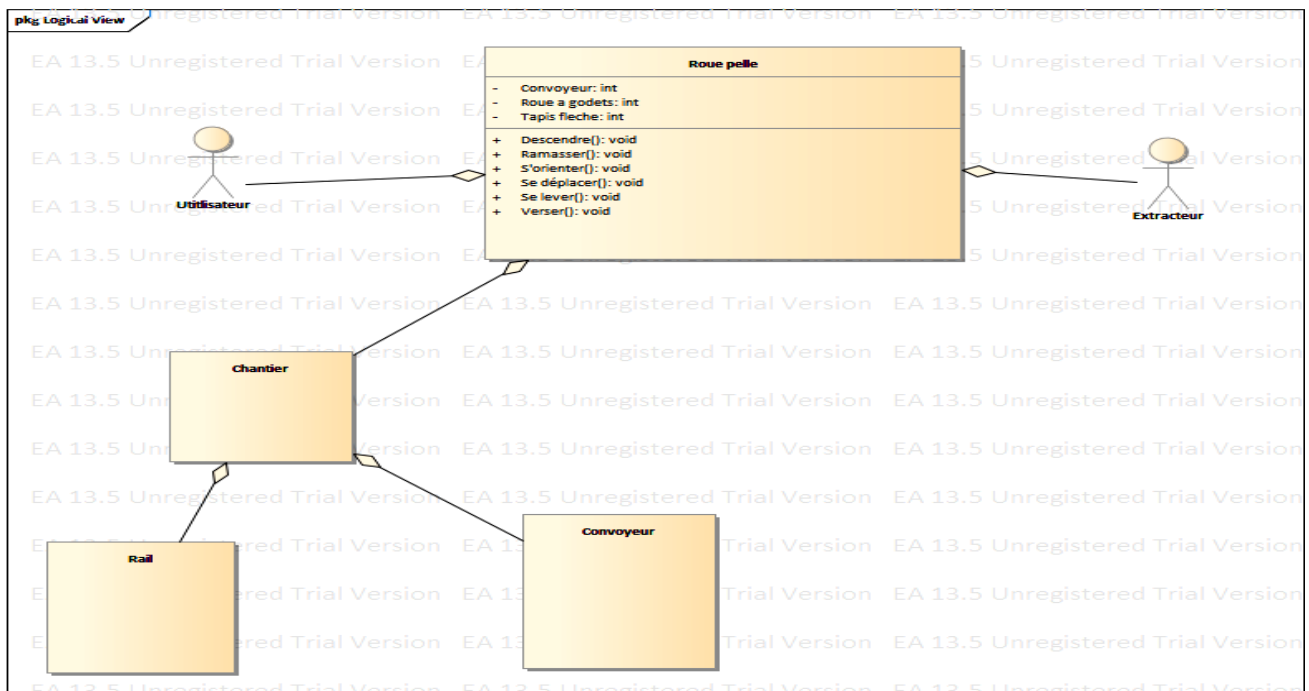 pkg Logical View
EA 13.5 Unregistered Trial Version
Roue pelle
- Convoyeur: int
- Roue a godets: int
- Tapis fleche: int
+ Descendre(): void
+ Ramasser(): void
+ S'orienter(): void
+ Se déplacer(): void
+ Se lever(): void
+ Verser(): void
Utitlisateur
Extracteur
Chantier
Rail
Convoyeur